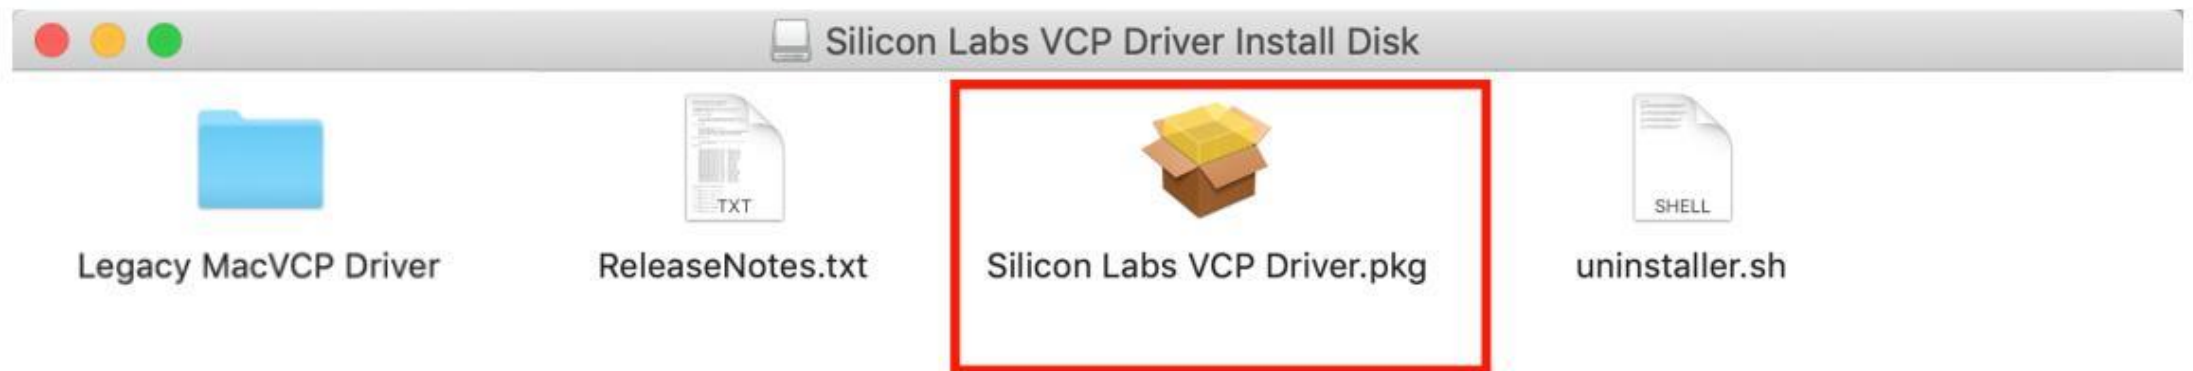 Silicon Labs VCP Driver Install Disk
TXT
SHELL
Legacy MacVCP Driver
ReleaseNotes.txt
Silicon Labs VCP Driver.pkg
uninstaller.sh